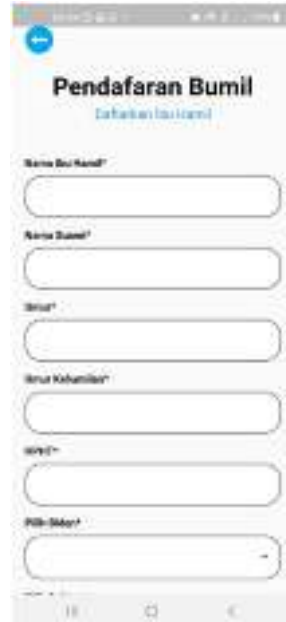 Pendafaran Bumil
Daftarkan Ibu Hamil
Nama Ibu Hamil*
Nama Suami*
Umur*
Umur Kehamilan*
Pilih Bidan*